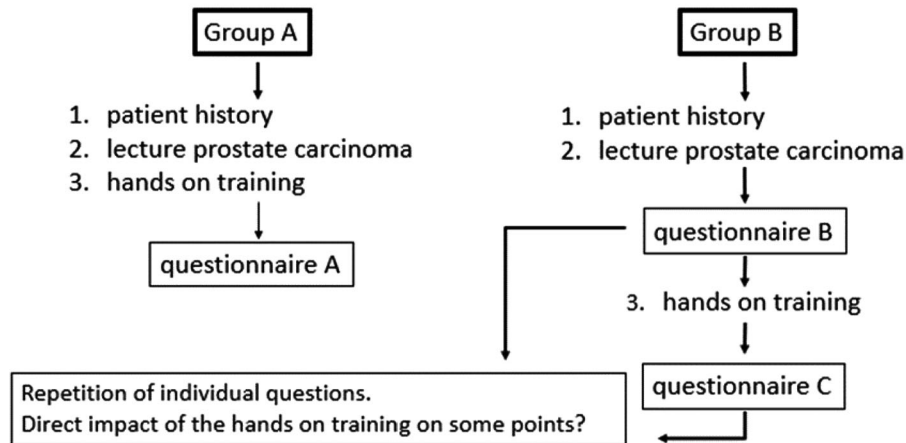 Group A
1. patient history
2. lecture prostate carcinoma
3. hands on training
questionnaire A
Group B
1. patient history
2. lecture prostate carcinoma
questionnaire B
3. hands on training
questionnaire C
Repetition of individual questions.
Direct impact of the hands on training on some points?